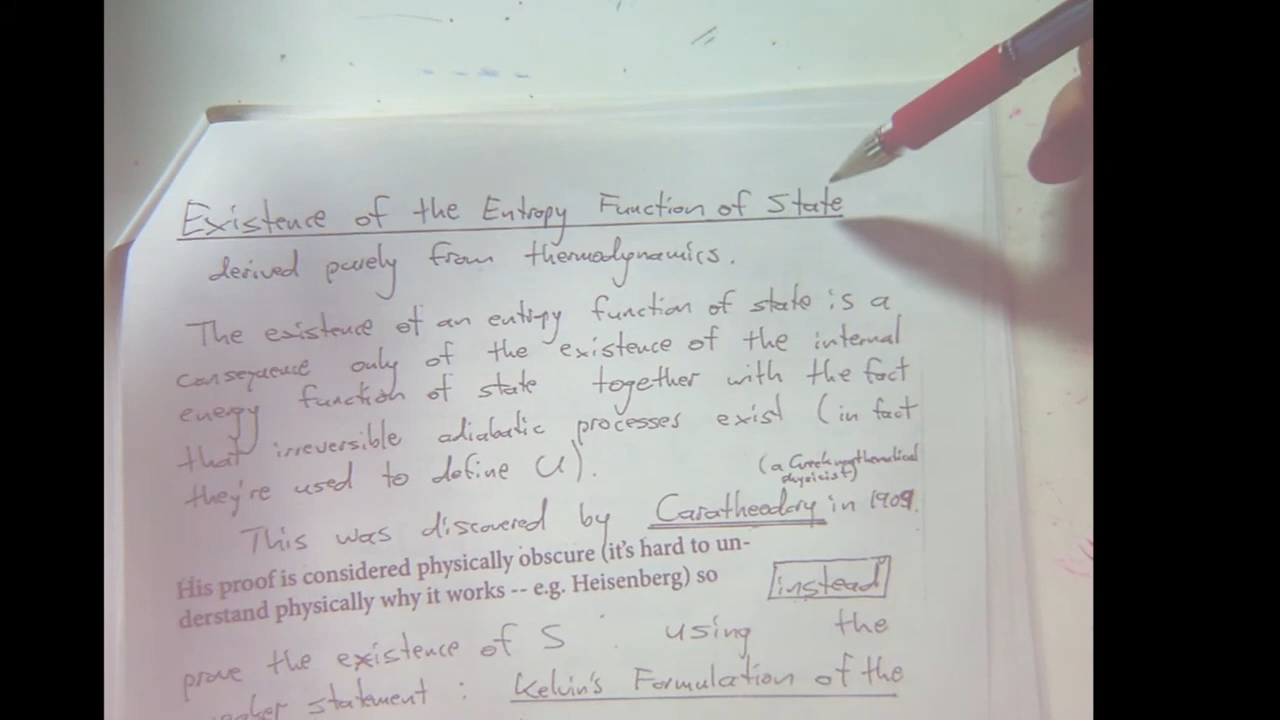 Existence of the Entropy Function of State
derived purely from thermodynamics.
The existence of an entropy function of state is a
consequence only of the existence of the internal
energy function of state together with the fact
that irreversible adiabatic processes exist (in fact
they're used to define U).
(a Greek mathematical
physicist)
This was discovered by Caratheodory in 1909.
His proof is considered physically obscure (it's hard to un-
derstand physically why it works -- e.g. Heisenberg) so
instead
prove the existence of S using the
statement : Kelvin's Formulation of the